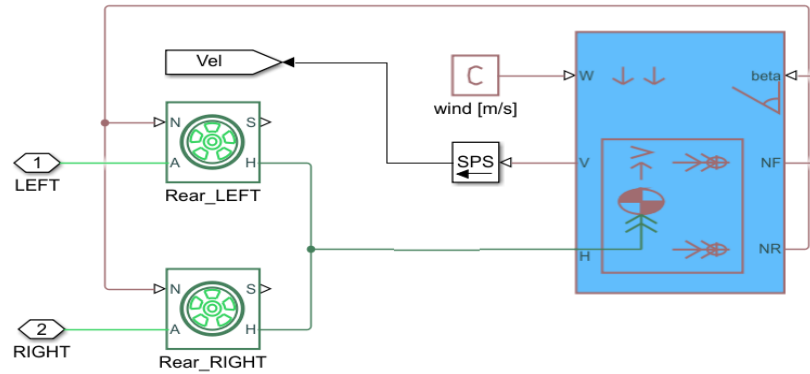 Vel
C
W
beta
wind [m/s]
N
S
1
A
H
SPS
V
NF
LEFT
Rear_LEFT
H
NR
N
S
2
A
H
RIGHT
Rear_RIGHT